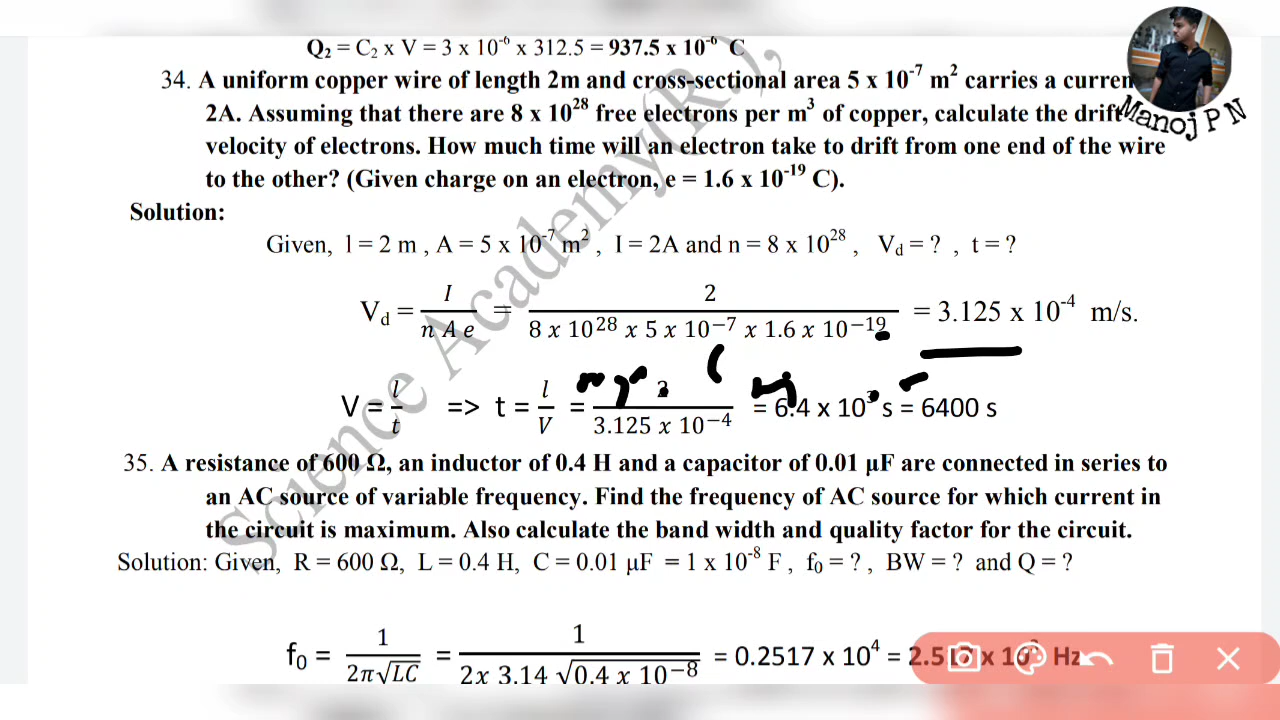 Q₂ = C₂ x V = 3 x 10⁻⁶ x 312.5 = 937.5 x 10⁻⁶ C
34. A uniform copper wire of length 2m and cross-sectional area 5 x 10⁻⁷ m² carries a curren
2A. Assuming that there are 8 x 10²⁸ free electrons per m³ of copper, calculate the drift
velocity of electrons. How much time will an electron take to drift from one end of the wire
to the other? (Given charge on an electron, e = 1.6 x 10⁻¹⁹ C).
Solution:
Given, l = 2 m , A = 5 x 10⁻⁷ m² , I = 2A and n = 8 x 10²⁸ , V_d = ? , t = ?
V_d = I / n A e = 2 / 8 x 10²⁸ x 5 x 10⁻⁷ x 1.6 x 10⁻¹⁹ = 3.125 x 10⁻⁴ m/s.
V = l / t => t = l / V = 2 / 3.125 x 10⁻⁴ = 6.4 x 10³ s = 6400 s
35. A resistance of 600 Ω, an inductor of 0.4 H and a capacitor of 0.01 μF are connected in series to
an AC source of variable frequency. Find the frequency of AC source for which current in
the circuit is maximum. Also calculate the band width and quality factor for the circuit.
Solution: Given, R = 600 Ω, L = 0.4 H, C = 0.01 μF = 1 x 10⁻⁸ F , f₀ = ? , BW = ? and Q = ?
f₀ = 1 / 2π√LC = 1 / 2x 3.14 √0.4 x 10⁻⁸ = 0.2517 x 10⁴ = 2.517 x 10³ Hz
Science Academy(R.),
Manoj P N